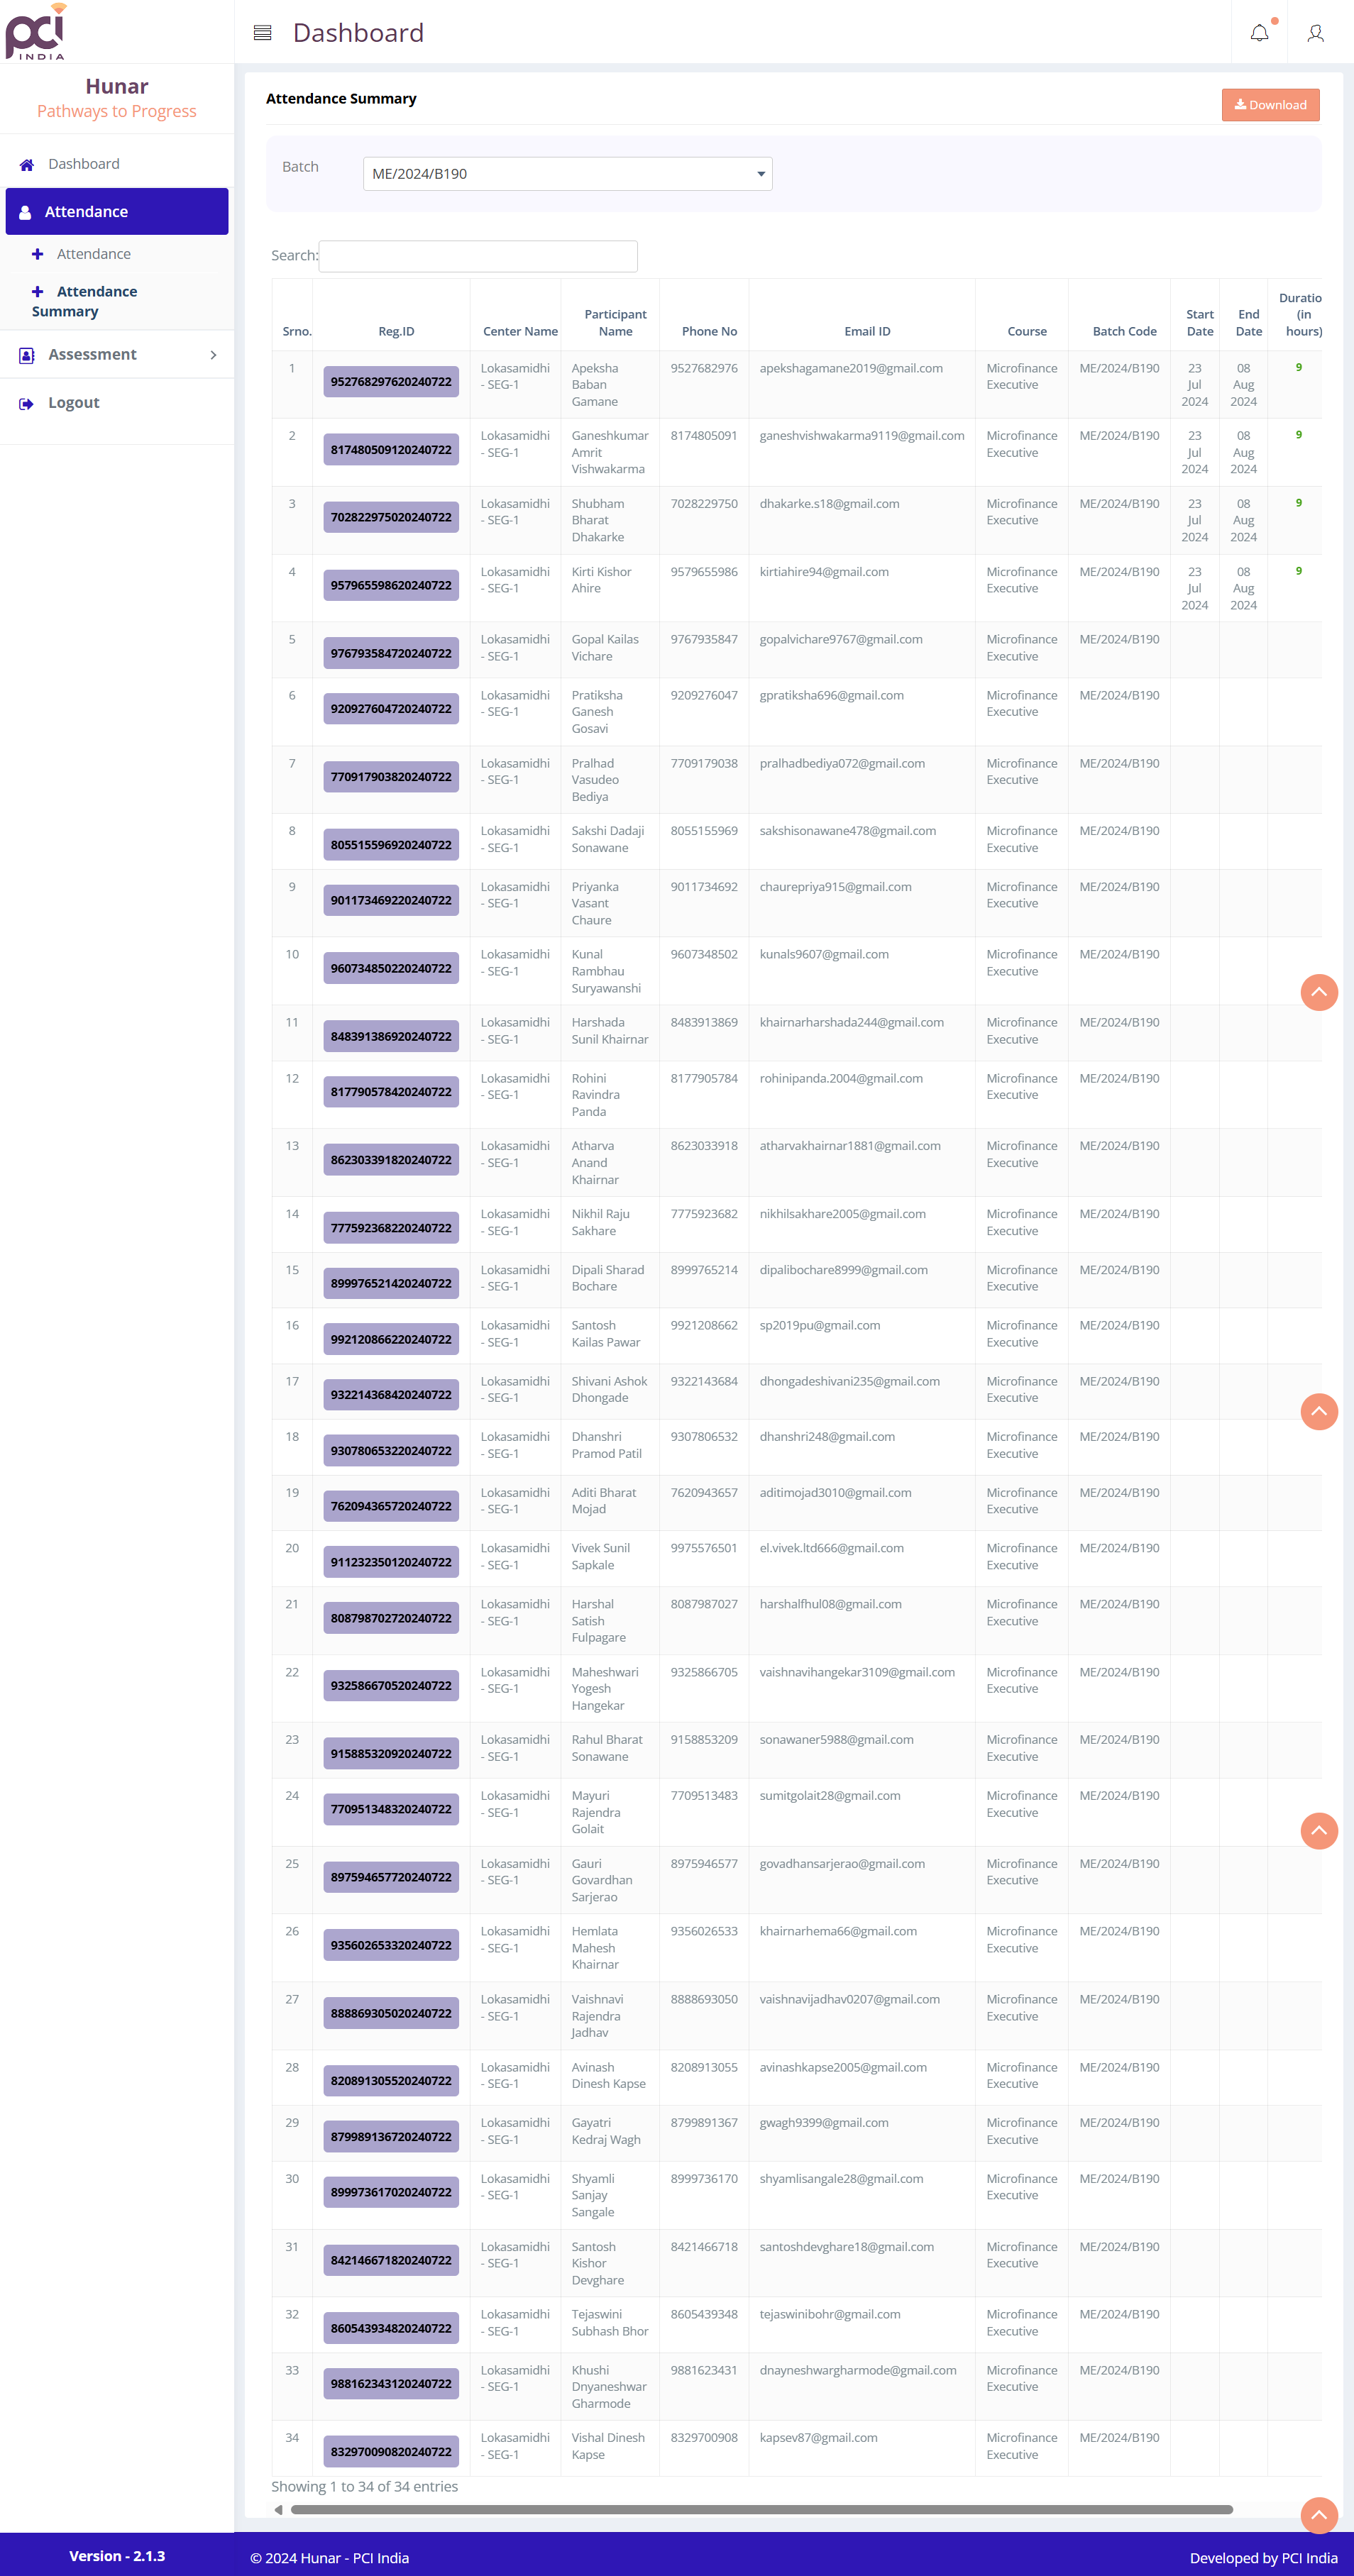 pci
INDIA
Dashboard
Hunar
Pathways to Progress
Dashboard
Attendance
Attendance
Attendance
Summary
Assessment
Logout
Attendance Summary
Download
Batch
ME/2024/B190
Search:
Srno. Reg.ID Center Name Participant Name Phone No Email ID Course Batch Code Start Date End Date Duratio (in hours)
1 952768297620240722 Lokasamidhi - SEG-1 Apeksha Baban Gamane 9527682976 apekshagamane2019@gmail.com Microfinance Executive ME/2024/B190 23 Jul 2024 08 Aug 2024 9
2 817480509120240722 Lokasamidhi - SEG-1 Ganeshkumar Amrit Vishwakarma 8174805091 ganeshvishwakarma9119@gmail.com Microfinance Executive ME/2024/B190 23 Jul 2024 08 Aug 2024 9
3 702822975020240722 Lokasamidhi - SEG-1 Shubham Bharat Dhakarke 7028229750 dhakarke.s18@gmail.com Microfinance Executive ME/2024/B190 23 Jul 2024 08 Aug 2024 9
4 957965598620240722 Lokasamidhi - SEG-1 Kirti Kishor Ahire 9579655986 kirtiahire94@gmail.com Microfinance Executive ME/2024/B190 23 Jul 2024 08 Aug 2024 9
5 976793584720240722 Lokasamidhi - SEG-1 Gopal Kailas Vichare 9767935847 gopalvichare9767@gmail.com Microfinance Executive ME/2024/B190
6 920927604720240722 Lokasamidhi - SEG-1 Pratiksha Ganesh Gosavi 9209276047 gpratiksha696@gmail.com Microfinance Executive ME/2024/B190
7 770917903820240722 Lokasamidhi - SEG-1 Pralhad Vasudeo Bediya 7709179038 pralhadbediya072@gmail.com Microfinance Executive ME/2024/B190
8 805515596920240722 Lokasamidhi - SEG-1 Sakshi Dadaji Sonawane 8055155969 sakshisonawane478@gmail.com Microfinance Executive ME/2024/B190
9 901173469220240722 Lokasamidhi - SEG-1 Priyanka Vasant Chaure 9011734692 chaurepriya915@gmail.com Microfinance Executive ME/2024/B190
10 960734850220240722 Lokasamidhi - SEG-1 Kunal Rambhau Suryawanshi 9607348502 kunals9607@gmail.com Microfinance Executive ME/2024/B190
11 848391386920240722 Lokasamidhi - SEG-1 Harshada Sunil Khairnar 8483913869 khairnarharshada244@gmail.com Microfinance Executive ME/2024/B190
12 817790578420240722 Lokasamidhi - SEG-1 Rohini Ravindra Panda 8177905784 rohinipanda.2004@gmail.com Microfinance Executive ME/2024/B190
13 862303391820240722 Lokasamidhi - SEG-1 Atharva Anand Khairnar 8623033918 atharvakhairnar1881@gmail.com Microfinance Executive ME/2024/B190
14 777592368220240722 Lokasamidhi - SEG-1 Nikhil Raju Sakhare 7775923682 nikhilsakhare2005@gmail.com Microfinance Executive ME/2024/B190
15 899976521420240722 Lokasamidhi - SEG-1 Dipali Sharad Bochare 8999765214 dipalibochare8999@gmail.com Microfinance Executive ME/2024/B190
16 992120866220240722 Lokasamidhi - SEG-1 Santosh Kailas Pawar 9921208662 sp2019pu@gmail.com Microfinance Executive ME/2024/B190
17 932214368420240722 Lokasamidhi - SEG-1 Shivani Ashok Dhongade 9322143684 dhongadeshivani235@gmail.com Microfinance Executive ME/2024/B190
18 930780653220240722 Lokasamidhi - SEG-1 Dhanshri Pramod Patil 9307806532 dhanshri248@gmail.com Microfinance Executive ME/2024/B190
19 762094365720240722 Lokasamidhi - SEG-1 Aditi Bharat Mojad 7620943657 aditimojad3010@gmail.com Microfinance Executive ME/2024/B190
20 911232350120240722 Lokasamidhi - SEG-1 Vivek Sunil Sapkale 9975576501 el.vivek.ltd666@gmail.com Microfinance Executive ME/2024/B190
21 808798702720240722 Lokasamidhi - SEG-1 Harshal Satish Fulpagare 8087987027 harshalfhul08@gmail.com Microfinance Executive ME/2024/B190
22 932586670520240722 Lokasamidhi - SEG-1 Maheshwari Yogesh Hangekar 9325866705 vaishnavihangekar3109@gmail.com Microfinance Executive ME/2024/B190
23 915885320920240722 Lokasamidhi - SEG-1 Rahul Bharat Sonawane 9158853209 sonawaner5988@gmail.com Microfinance Executive ME/2024/B190
24 770951348320240722 Lokasamidhi - SEG-1 Mayuri Rajendra Golait 7709513483 sumitgolait28@gmail.com Microfinance Executive ME/2024/B190
25 897594657720240722 Lokasamidhi - SEG-1 Gauri Govardhan Sarjerao 8975946577 govadhansarjerao@gmail.com Microfinance Executive ME/2024/B190
26 935602653320240722 Lokasamidhi - SEG-1 Hemlata Mahesh Khairnar 9356026533 khairnarhema66@gmail.com Microfinance Executive ME/2024/B190
27 888869305020240722 Lokasamidhi - SEG-1 Vaishnavi Rajendra Jadhav 8888693050 vaishnavijadhav0207@gmail.com Microfinance Executive ME/2024/B190
28 820891305520240722 Lokasamidhi - SEG-1 Avinash Dinesh Kapse 8208913055 avinashkapse2005@gmail.com Microfinance Executive ME/2024/B190
29 879989136720240722 Lokasamidhi - SEG-1 Gayatri Kedraj Wagh 8799891367 gwagh9399@gmail.com Microfinance Executive ME/2024/B190
30 899973617020240722 Lokasamidhi - SEG-1 Shyamli Sanjay Sangale 8999736170 shyamlisangale28@gmail.com Microfinance Executive ME/2024/B190
31 842146671820240722 Lokasamidhi - SEG-1 Santosh Kishor Devghare 8421466718 santoshdevghare18@gmail.com Microfinance Executive ME/2024/B190
32 860543934820240722 Lokasamidhi - SEG-1 Tejaswini Subhash Bhor 8605439348 tejaswinibohr@gmail.com Microfinance Executive ME/2024/B190
33 988162343120240722 Lokasamidhi - SEG-1 Khushi Dnyaneshwar Gharmode 9881623431 dnayneshwargharmode@gmail.com Microfinance Executive ME/2024/B190
34 832970090820240722 Lokasamidhi - SEG-1 Vishal Dinesh Kapse 8329700908 kapsev87@gmail.com Microfinance Executive ME/2024/B190
Showing 1 to 34 of 34 entries
Version - 2.1.3
© 2024 Hunar - PCI India
Developed by PCI India